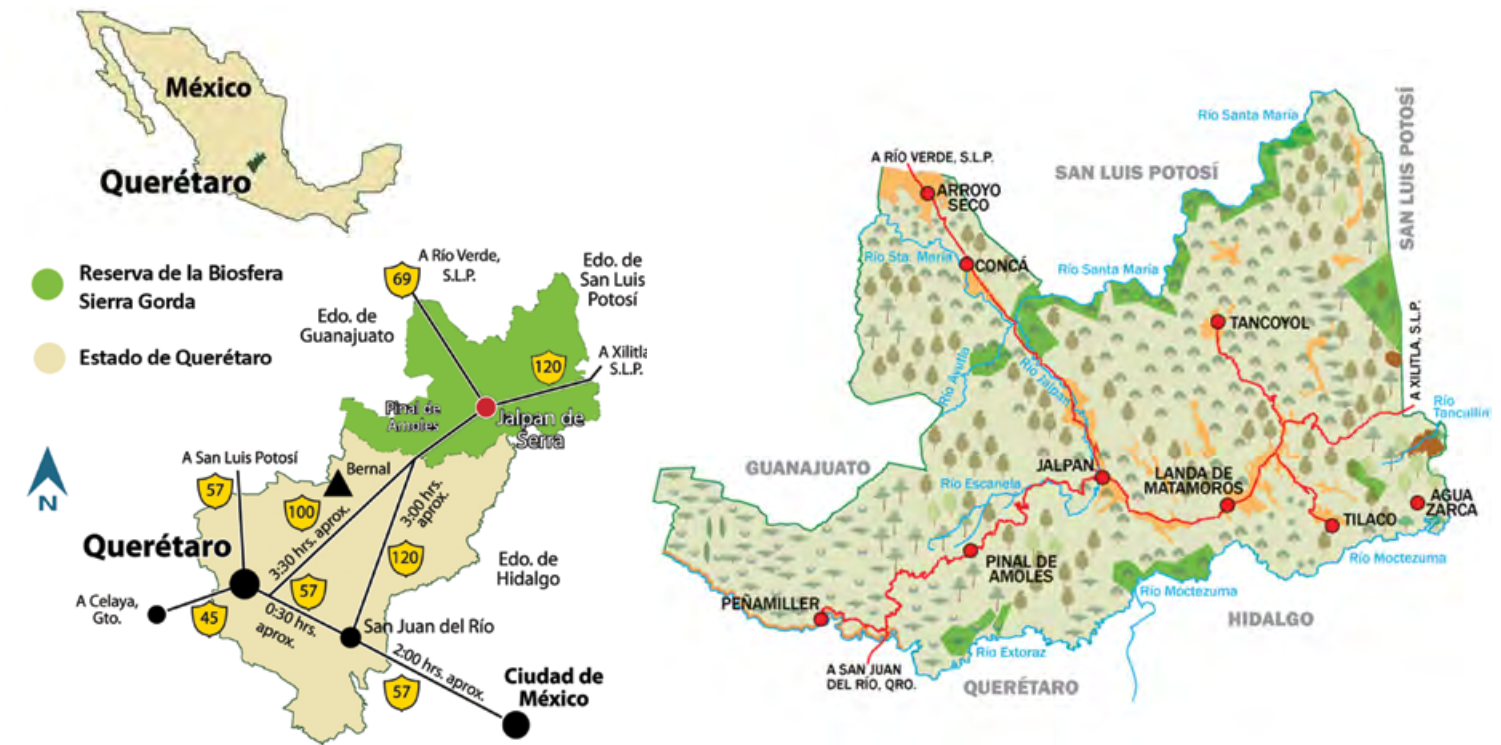 México
Querétaro
Reserva de la Biosfera
Sierra Gorda
Estado de Querétaro
A Río Verde,
S.L.P.
69
Edo. de
San Luis
Potosí
Edo. de
Guanajuato
120
A Xilitla
S.L.P.
Pinal de
Amoles
Jalpan de
Serra
N
A San Luis Potosí
57
Bernal
100
3:30 hrs. aprox.
3:00 hrs.
aprox.
120
Querétaro
Edo. de
Hidalgo
57
A Celaya,
Gto.
45
0:30 hrs.
aprox.
San Juan del Río
2:00 hrs. aprox.
57
Ciudad de
México
A RÍO VERDE, S.L.P.
ARROYO
SECO
SAN LUIS POTOSÍ
Río Santa María
SAN LUIS POTOSÍ
Río Sta. María
CONCÁ
Río Santa María
TANCOYOL
Río Ayutla
Río Jalpan
A XILITLA, S.L.P.
Río
Tancuilín
GUANAJUATO
JALPAN
Río Escanela
LANDA DE
MATAMOROS
AGUA
ZARCA
TILACO
PINAL DE
AMOLES
Río Moctezuma
Río Moctezuma
PEÑAMILLER
HIDALGO
Río Extoraz
A SAN JUAN
DEL RÍO, QRO.
QUERÉTARO